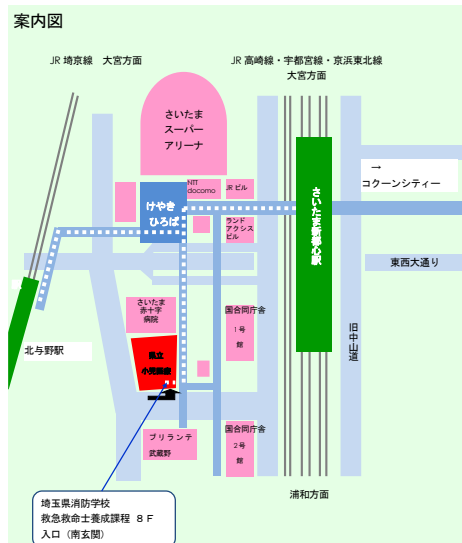 案内図
JR 埼京線　大宮方面
JR 高崎線・宇都宮線・京浜東北線
大宮方面
さいたま
スーパー
アリーナ
NTT
docomo
JR ビル
けやき
ひろば
ランド
アクシス
ビル
さいたま新都心駅
→
コクーンシティー
東西大通り
さいたま
赤十字
病院
国合同庁舎
1号
館
旧中山道
北与野駅
県立
小児医療
国合同庁舎
2号
館
ブリランテ
武蔵野
浦和方面
埼玉県消防学校
救急救命士養成課程 8F
入口（南玄関）